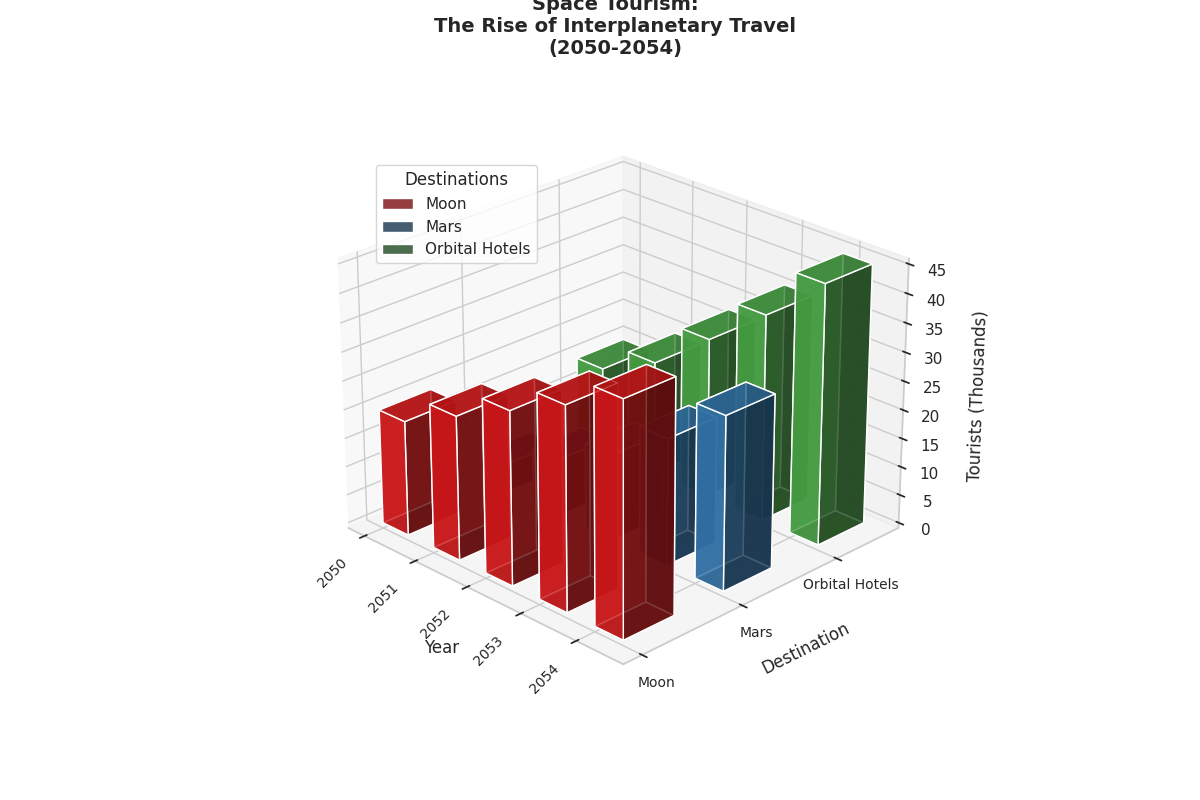 Space Tourism:
The Rise of Interplanetary Travel
(2050-2054)
Destinations
Moon
Mars
Orbital Hotels
45
40
35
30
25
20
15
10
5
0
Tourists (Thousands)
2050
2051
2052
2053
2054
Year
Moon
Mars
Orbital Hotels
Destination